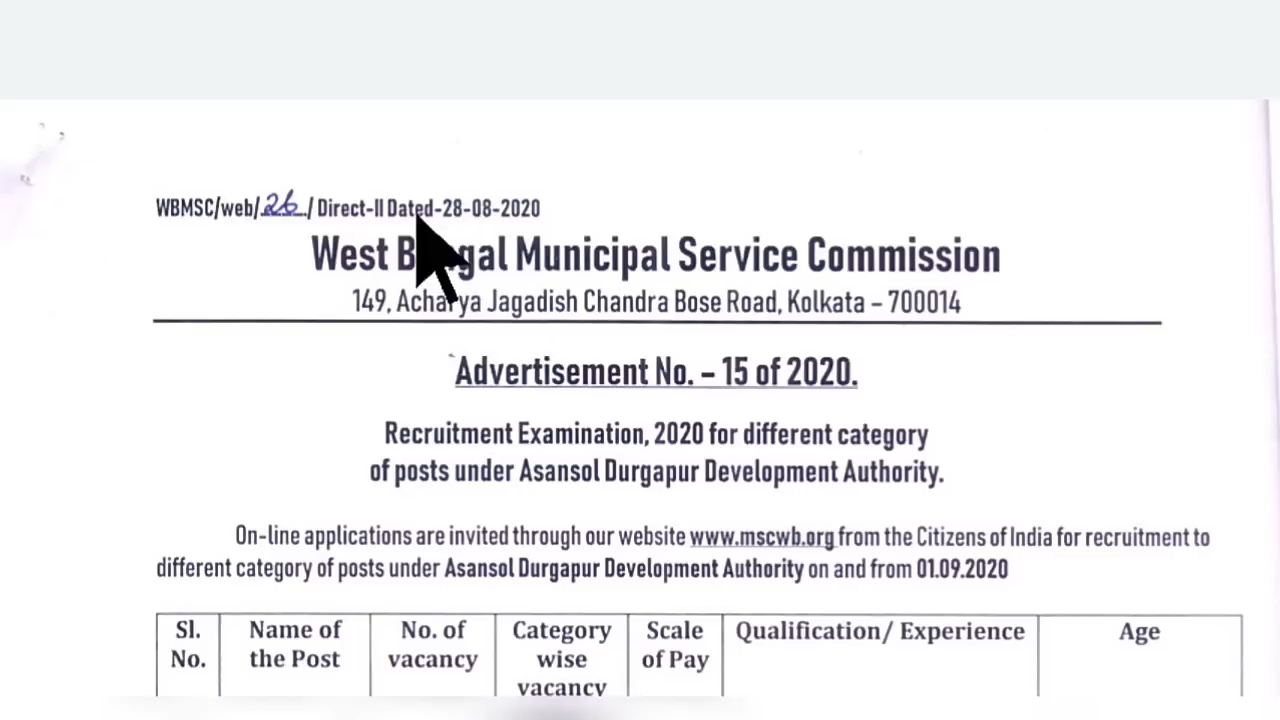 WBMSC/web/26/ Direct-II Dated-28-08-2020
West Bengal Municipal Service Commission
149, Acharya Jagadish Chandra Bose Road, Kolkata – 700014
Advertisement No. – 15 of 2020.
Recruitment Examination, 2020 for different category
of posts under Asansol Durgapur Development Authority.
On-line applications are invited through our website www.mscwb.org from the Citizens of India for recruitment to
different category of posts under Asansol Durgapur Development Authority on and from 01.09.2020
Sl. No. Name of the Post No. of vacancy Category wise vacancy Scale of Pay Qualification/ Experience Age